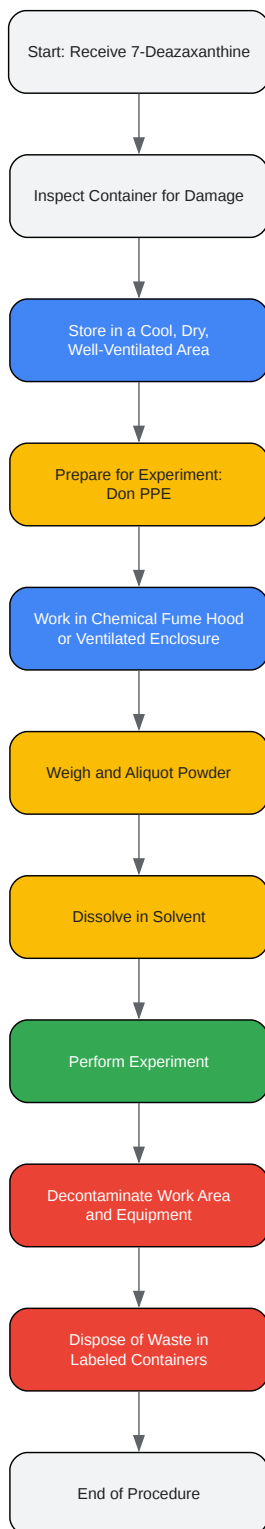 Start: Receive 7-Deazaxanthine
Inspect Container for Damage
Store in a Cool, Dry,
Well-Ventilated Area
Prepare for Experiment:
Don PPE
Work in Chemical Fume Hood
or Ventilated Enclosure
Weigh and Aliquot Powder
Dissolve in Solvent
Perform Experiment
Decontaminate Work Area
and Equipment
Dispose of Waste in
Labeled Containers
End of Procedure